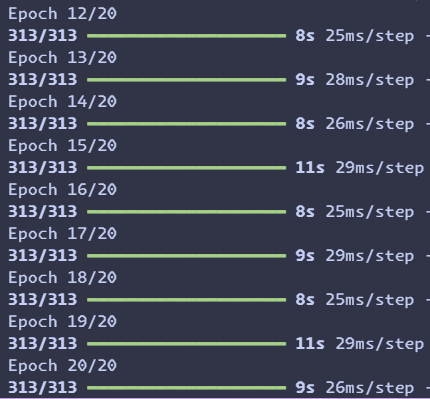 Epoch 12/20
313/313 ━━━━━━━━━━━━━━━━━━━━ 8s 25ms/step -
Epoch 13/20
313/313 ━━━━━━━━━━━━━━━━━━━━ 9s 28ms/step -
Epoch 14/20
313/313 ━━━━━━━━━━━━━━━━━━━━ 8s 26ms/step -
Epoch 15/20
313/313 ━━━━━━━━━━━━━━━━━━━━ 11s 29ms/step
Epoch 16/20
313/313 ━━━━━━━━━━━━━━━━━━━━ 8s 25ms/step -
Epoch 17/20
313/313 ━━━━━━━━━━━━━━━━━━━━ 9s 29ms/step -
Epoch 18/20
313/313 ━━━━━━━━━━━━━━━━━━━━ 8s 25ms/step -
Epoch 19/20
313/313 ━━━━━━━━━━━━━━━━━━━━ 11s 29ms/step
Epoch 20/20
313/313 ━━━━━━━━━━━━━━━━━━━━ 9s 26ms/step -